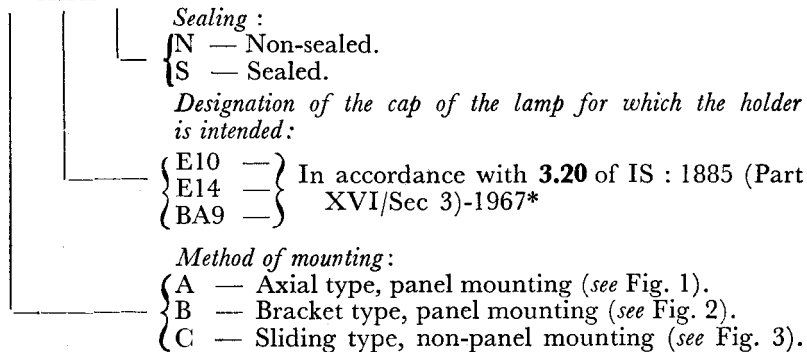 Sealing :
N — Non-sealed.
S — Sealed.
Designation of the cap of the lamp for which the holder
is intended:
E10 —
E14 — In accordance with 3.20 of IS : 1885 (Part
BA9 — XVI/Sec 3)-1967*
Method of mounting:
A — Axial type, panel mounting (see Fig. 1).
B — Bracket type, panel mounting (see Fig. 2).
C — Sliding type, non-panel mounting (see Fig. 3).